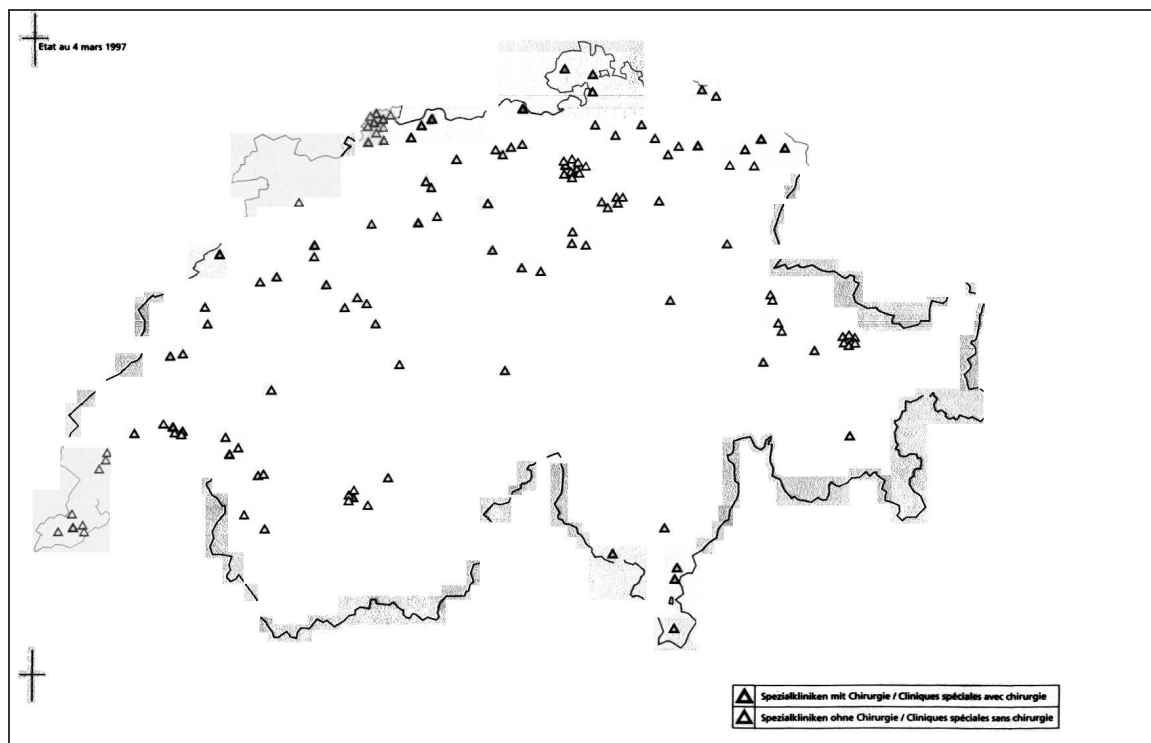 Etat au 4 mars 1997
Spezialkliniken mit Chirurgie / Cliniques spéciales avec chirurgie
Spezialkliniken ohne Chirurgie / Cliniques spéciales sans chirurgie